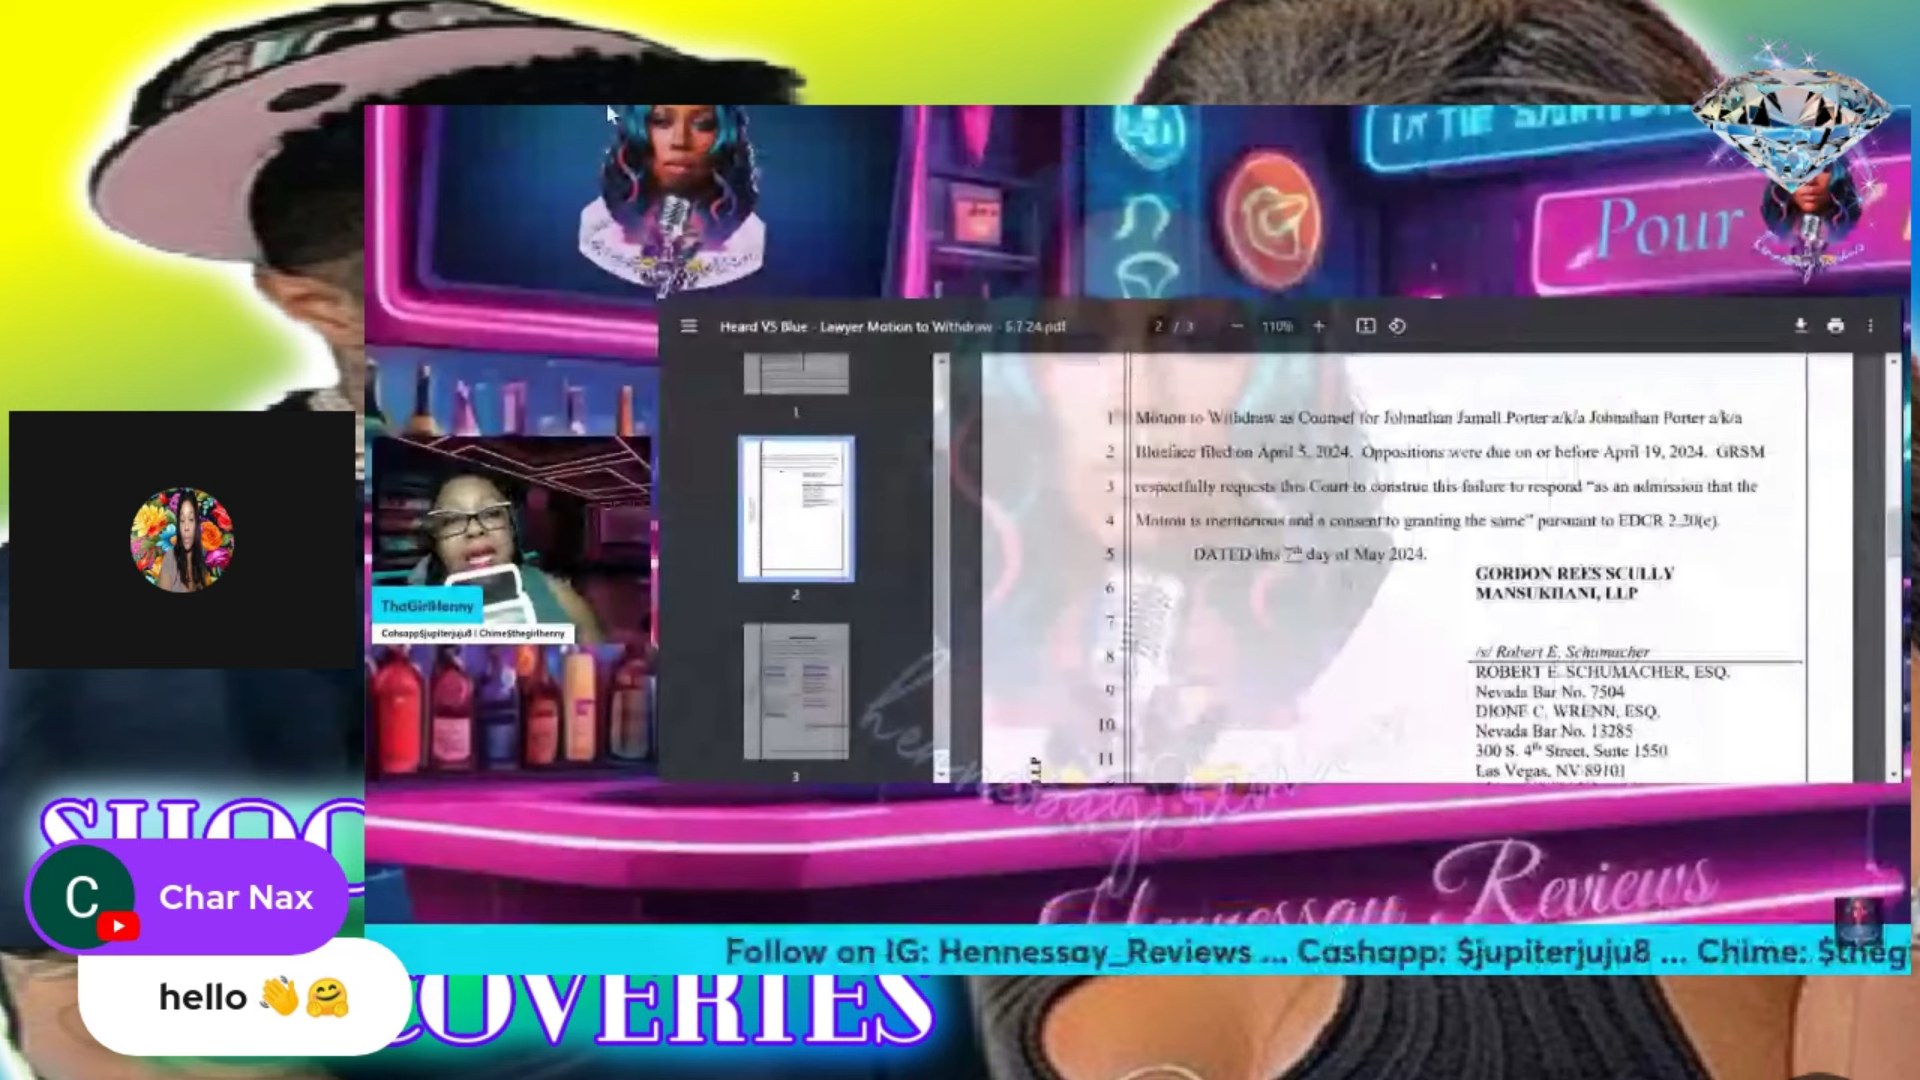 Pour
Heard VS Blue - Lawyer Motion to Withdraw - 5.7.24.pdf
2 / 3
110%
1
2
3
1 Motion to Withdraw as Counsel for Johnathan Jamall Porter a/k/a Johnathan Porter a/k/a
2 Blueface filed on April 5, 2024. Oppositions were due on or before April 19, 2024. GRSM
3 respectfully requests this Court to construe this failure to respond “as an admission that the
4 Motion is meritorious and a consent to granting the same” pursuant to EDCR 2.20(e).
5 DATED this 7th day of May 2024.
6
7
8
9
10
11
GORDON REES SCULLY
MANSUKHANI, LLP
/s/ Robert E. Schumacher
ROBERT E. SCHUMACHER, ESQ.
Nevada Bar No. 7504
DIONE C. WRENN, ESQ.
Nevada Bar No. 13285
300 S. 4th Street, Suite 1550
Las Vegas, NV 89101
LLP
ThaGirlHenny
Cahsapp$jupiterjuju8 | Chime$thegirlhenny
Hennessay Reviews
Follow on IG: Hennessay_Reviews ... Cashapp: $jupiterjuju8 ... Chime: $theg
C
Char Nax
hello 👋🤗
COVERIES